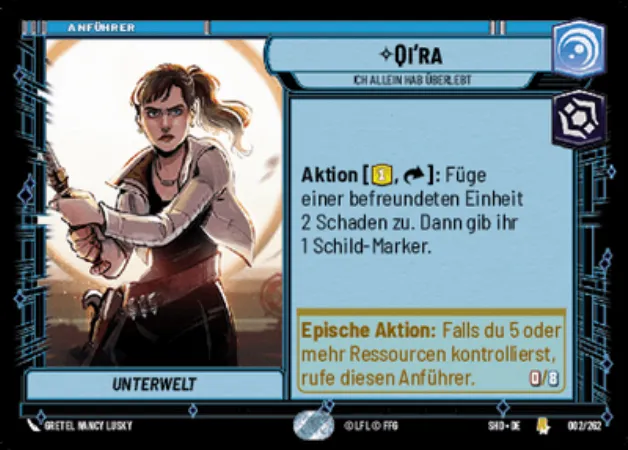 ANFÜHRER
QI'RA
ICH ALLEIN HAB ÜBERLEBT
Aktion [1, ]: Füge
einer befreundeten Einheit
2 Schaden zu. Dann gib ihr
1 Schild-Marker.
Epische Aktion: Falls du 5 oder
mehr Ressourcen kontrollierst,
rufe diesen Anführer. 0/8
UNTERWELT
GRETEL NANCY LUSKY © LFL © FFG SHD • DE 002/262